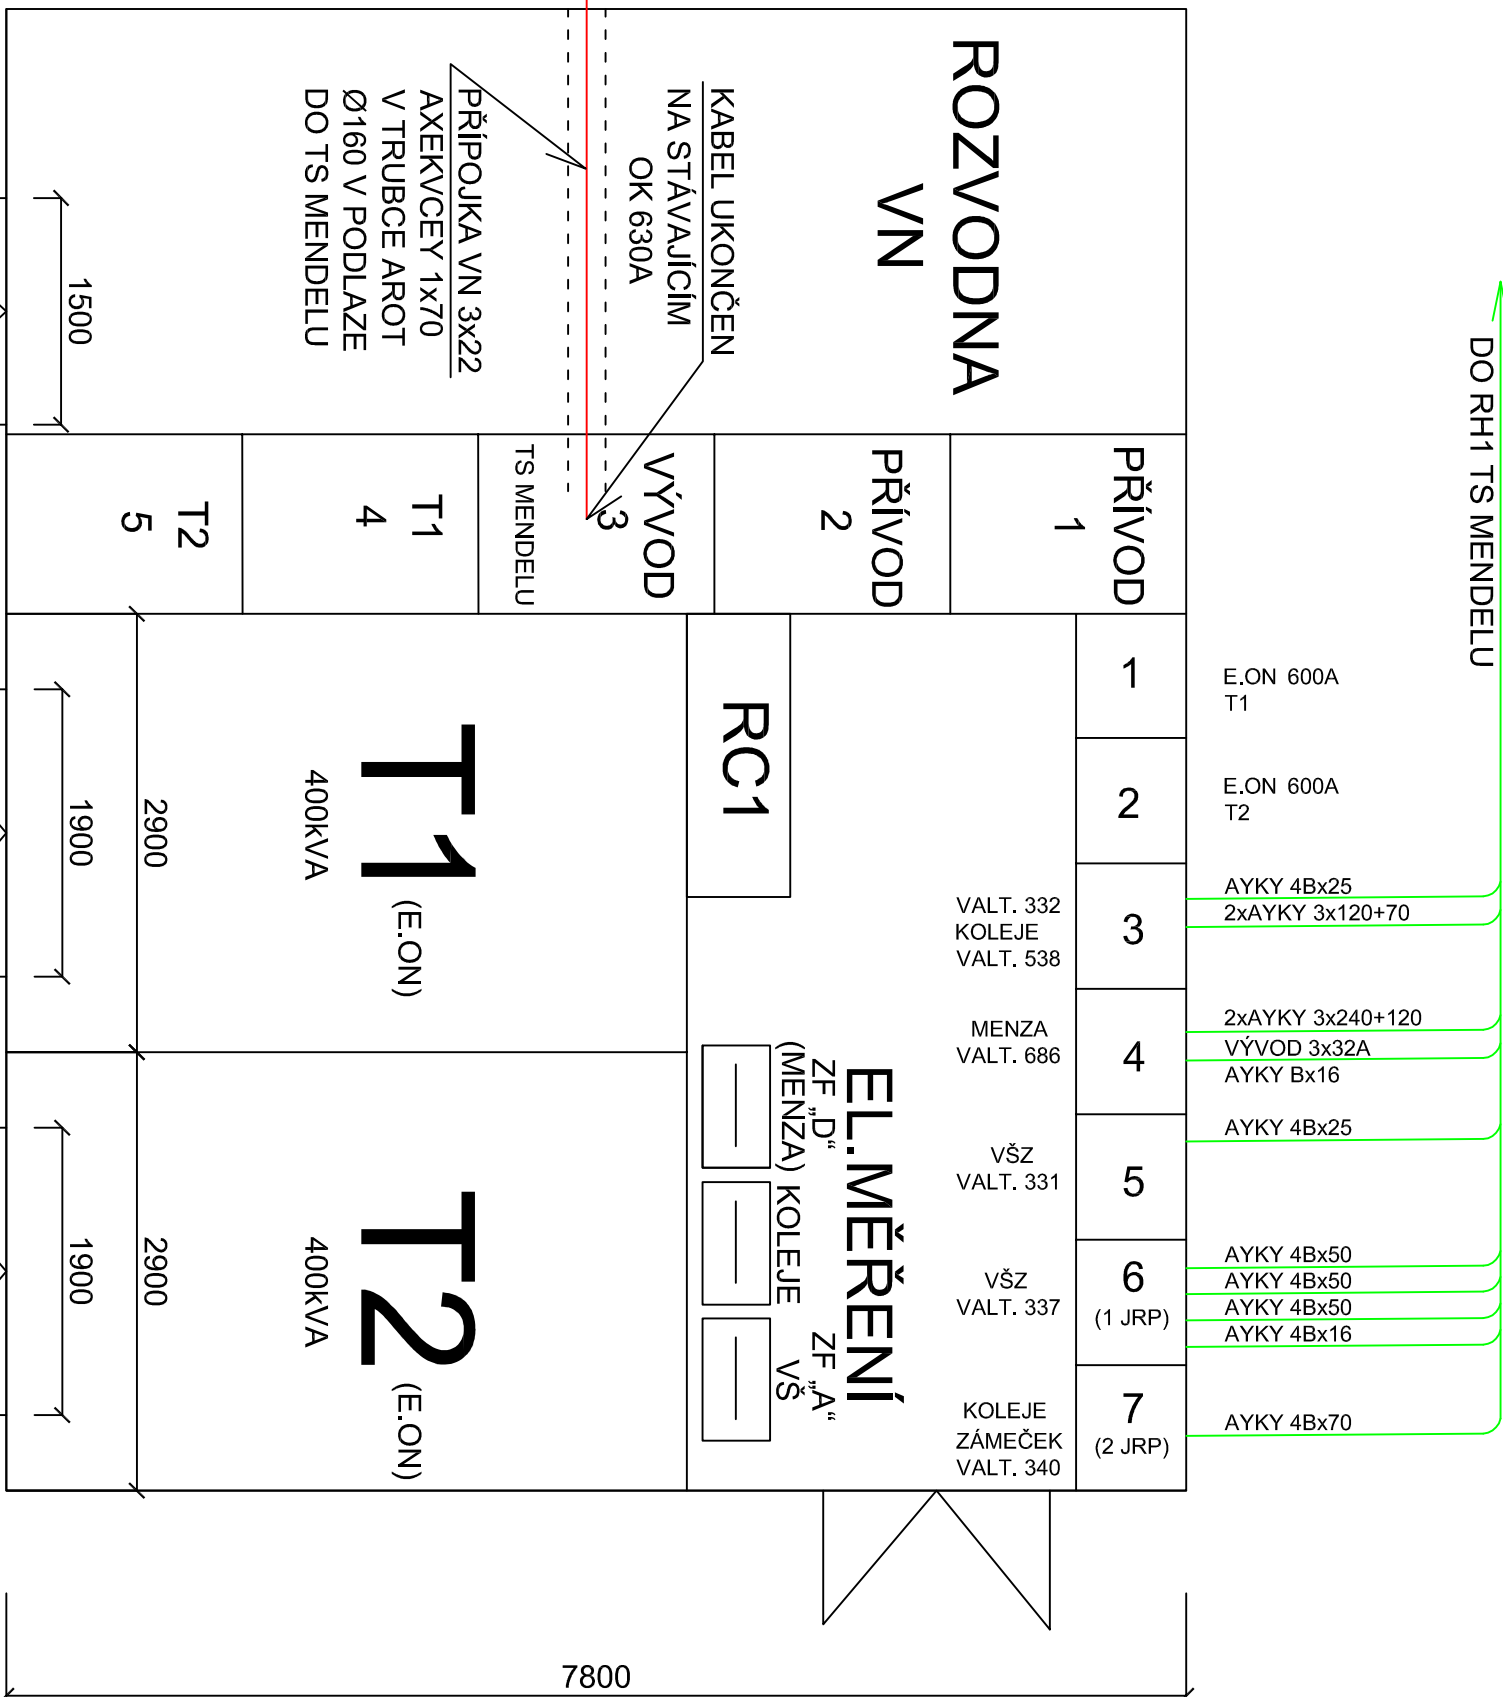 ROZVODNA
VN
KABEL UKONČEN
NA STÁVAJÍCÍM
OK 630A
PŘÍPOJKA VN 3x22
AXEKVCEY 1x70
V TRUBCE AROT
Ø160 V PODLAZE
DO TS MENDELU
1500
DO RH1 TS MENDELU
PŘÍVOD
1
PŘÍVOD
2
VÝVOD
3
TS MENDELU
T1
4
T2
5
1
E.ON 600A
T1
2
E.ON 600A
T2
3
VALT. 332
KOLEJE
VALT. 538
AYKY 4Bx25
2xAYKY 3x120+70
4
MENZA
VALT. 686
2xAYKY 3x240+120
VÝVOD 3x32A
AYKY Bx16
5
VŠZ
VALT. 331
AYKY 4Bx25
6
(1 JRP)
VŠZ
VALT. 337
AYKY 4Bx50
AYKY 4Bx50
AYKY 4Bx50
AYKY 4Bx16
7
(2 JRP)
KOLEJE
ZÁMEČEK
VALT. 340
AYKY 4Bx70
RC1
EL.MĚŘENÍ
ZF „D“
(MENZA)
KOLEJE
ZF „A“
VŠ
T1
(E.ON)
400kVA
2900
1900
T2
(E.ON)
400kVA
2900
1900
7800